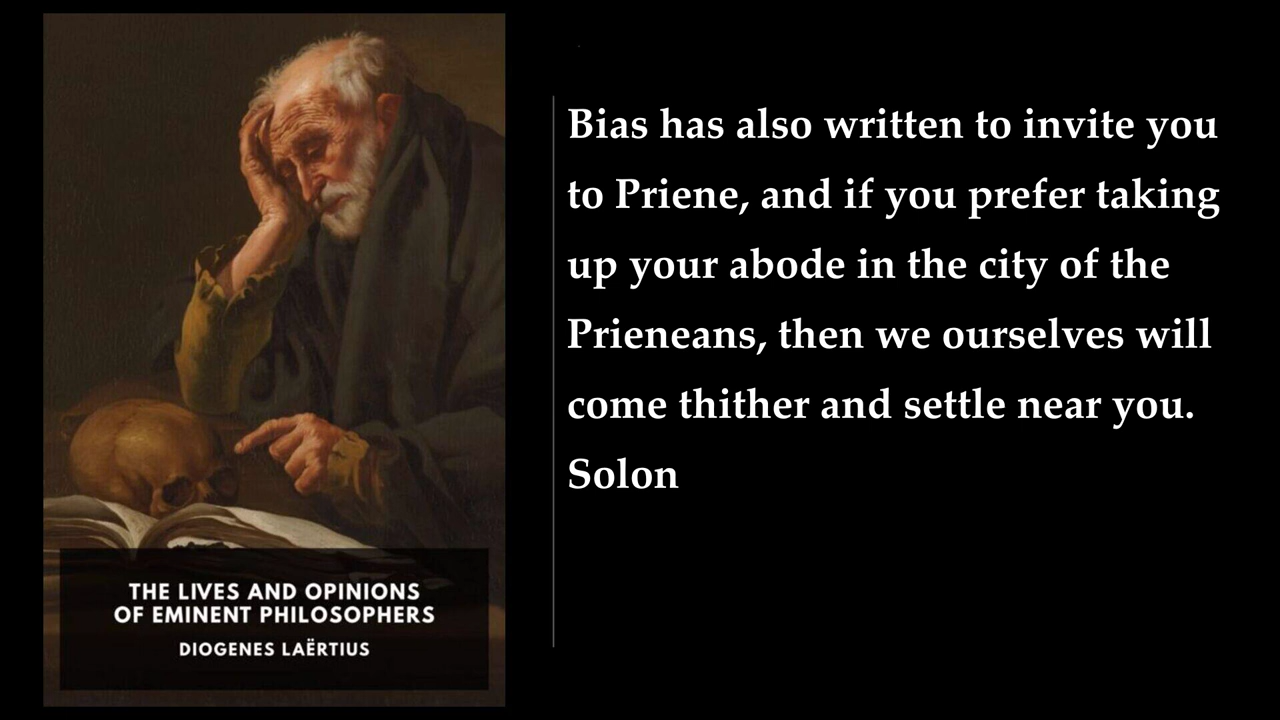 Bias has also written to invite you
to Priene, and if you prefer taking
up your abode in the city of the
Prieneans, then we ourselves will
come thither and settle near you.
Solon
THE LIVES AND OPINIONS
OF EMINENT PHILOSOPHERS
DIOGENES LAËRTIUS